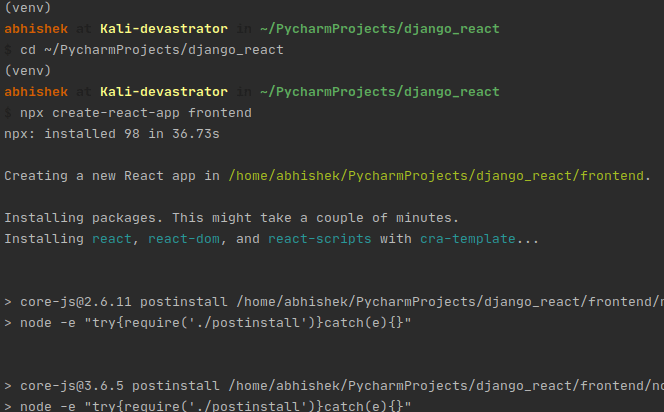 (venv)
abhishek at Kali-devastrator in ~/PycharmProjects/django_react
$ cd ~/PycharmProjects/django_react
(venv)
abhishek at Kali-devastrator in ~/PycharmProjects/django_react
$ npx create-react-app frontend
npx: installed 98 in 36.73s
Creating a new React app in /home/abhishek/PycharmProjects/django_react/frontend.
Installing packages. This might take a couple of minutes.
Installing react, react-dom, and react-scripts with cra-template...
> core-js@2.6.11 postinstall /home/abhishek/PycharmProjects/django_react/frontend/n
> node -e "try{require('./postinstall')}catch(e){}"
> core-js@3.6.5 postinstall /home/abhishek/PycharmProjects/django_react/frontend/no
> node -e "try{require('./postinstall')}catch(e){}"